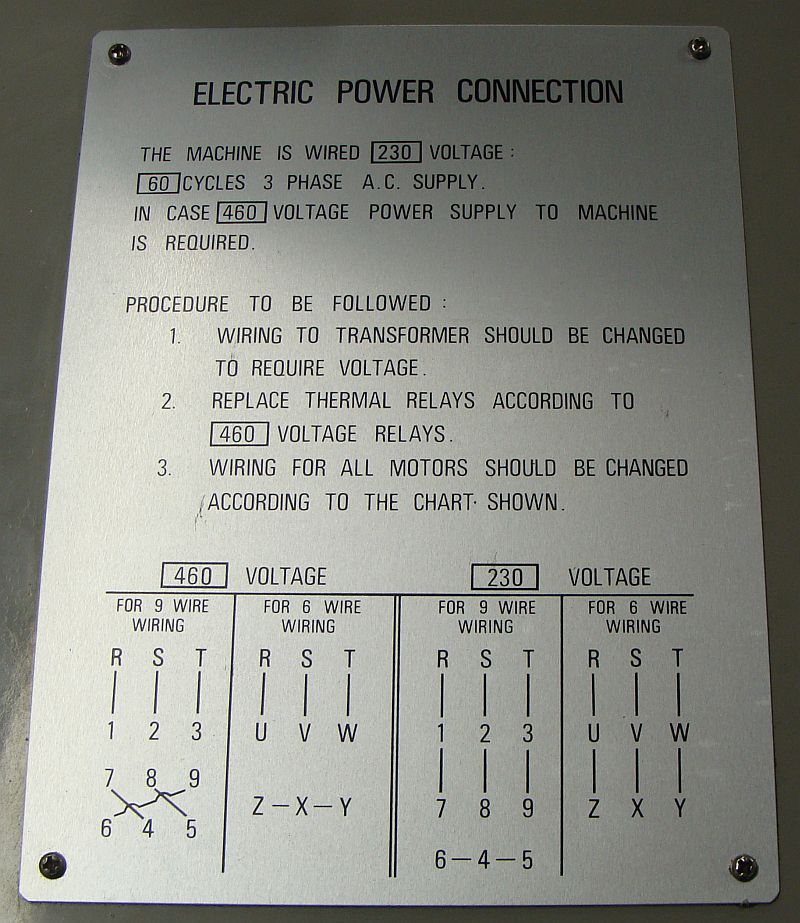 ELECTRIC POWER CONNECTION
THE MACHINE IS WIRED 230 VOLTAGE :
60 CYCLES 3 PHASE A.C. SUPPLY.
IN CASE 460 VOLTAGE POWER SUPPLY TO MACHINE
IS REQUIRED.
PROCEDURE TO BE FOLLOWED :
1. WIRING TO TRANSFORMER SHOULD BE CHANGED
TO REQUIRE VOLTAGE.
2. REPLACE THERMAL RELAYS ACCORDING TO
460 VOLTAGE RELAYS.
3. WIRING FOR ALL MOTORS SHOULD BE CHANGED
ACCORDING TO THE CHART SHOWN.
460 VOLTAGE
FOR 9 WIRE
WIRING
R S T
1 2 3
7 8 9
6 4 5
FOR 6 WIRE
WIRING
R S T
U V W
Z — X — Y
230 VOLTAGE
FOR 9 WIRE
WIRING
R S T
1 2 3
7 8 9
6 — 4 — 5
FOR 6 WIRE
WIRING
R S T
U V W
Z X Y